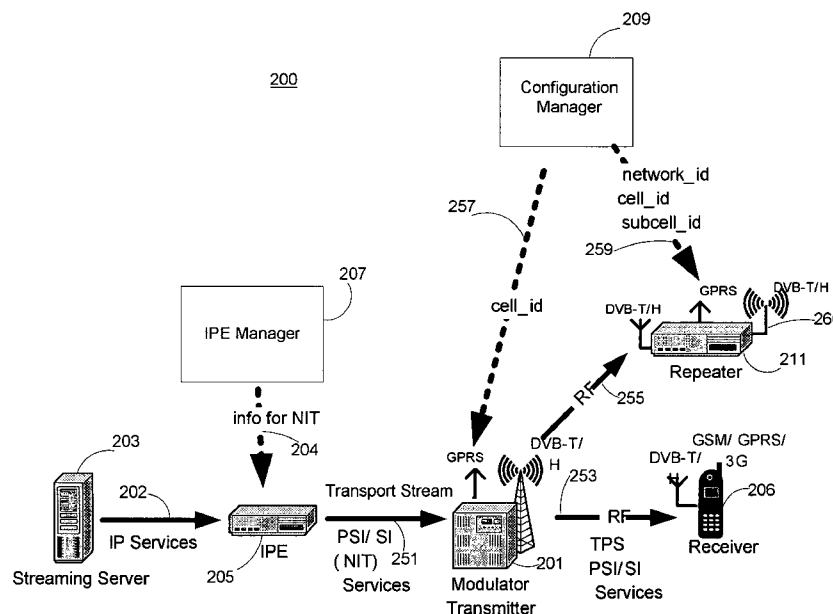 209
200
Configuration
Manager
network_id
cell_id
subcell_id
257
259
207
GPRS
DVB-T/H
DVB-T/H
cell_id
IPE Manager
211
Repeater
RF
255
info for NIT
204
203
GPRS
DVB-T/
H
GSM/ GPRS/
3G
DVB-T/
253
202
Transport Stream
206
IP Services
IPE
RF
Receiver
PSI/ SI
251
201
TPS
205
( NIT)
PSI/SI
Streaming Server
Services
Modulator
Services
Transmitter